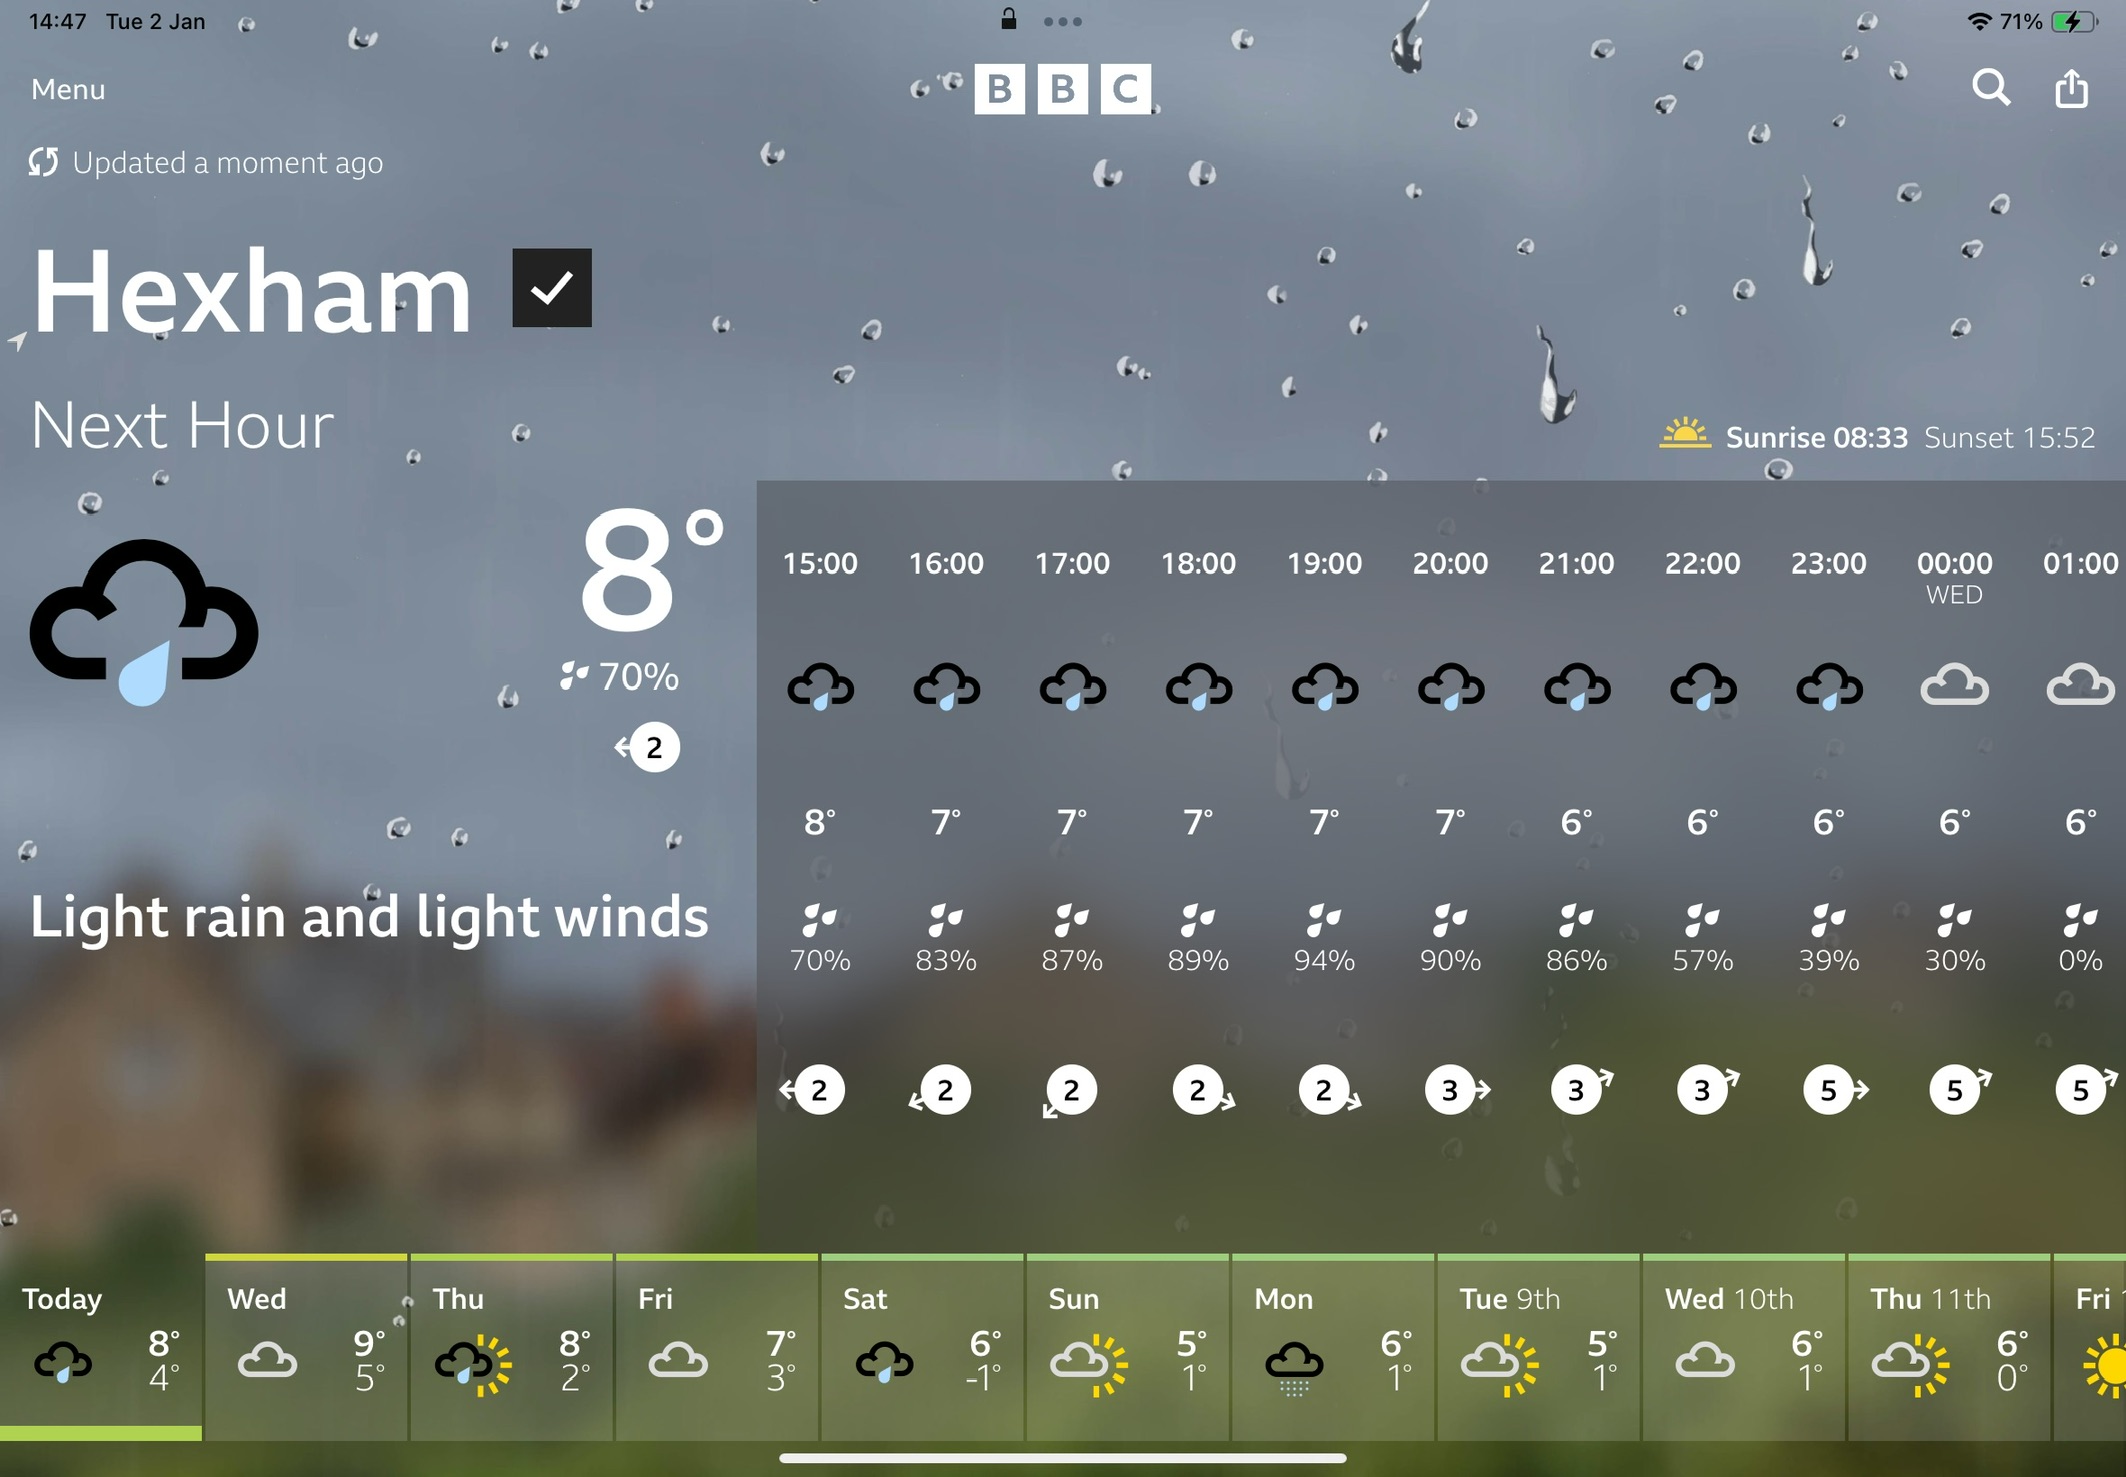 14:47 Tue 2 Jan
71%
Menu
BBC
Updated a moment ago
Hexham
Next Hour
Sunrise 08:33 Sunset 15:52
8°
70%
2
Light rain and light winds
15:00 16:00 17:00 18:00 19:00 20:00 21:00 22:00 23:00 00:00 01:00
WED
8° 7° 7° 7° 7° 7° 6° 6° 6° 6° 6°
70% 83% 87% 89% 94% 90% 86% 57% 39% 30% 0%
2 2 2 2 2 3 3 3 5 5 5
Today Wed Thu Fri Sat Sun Mon Tue 9th Wed 10th Thu 11th Fri
8° 9° 8° 7° 6° 5° 6° 5° 6° 6°
4° 5° 2° 3° -1° 1° 1° 1° 1° 0°